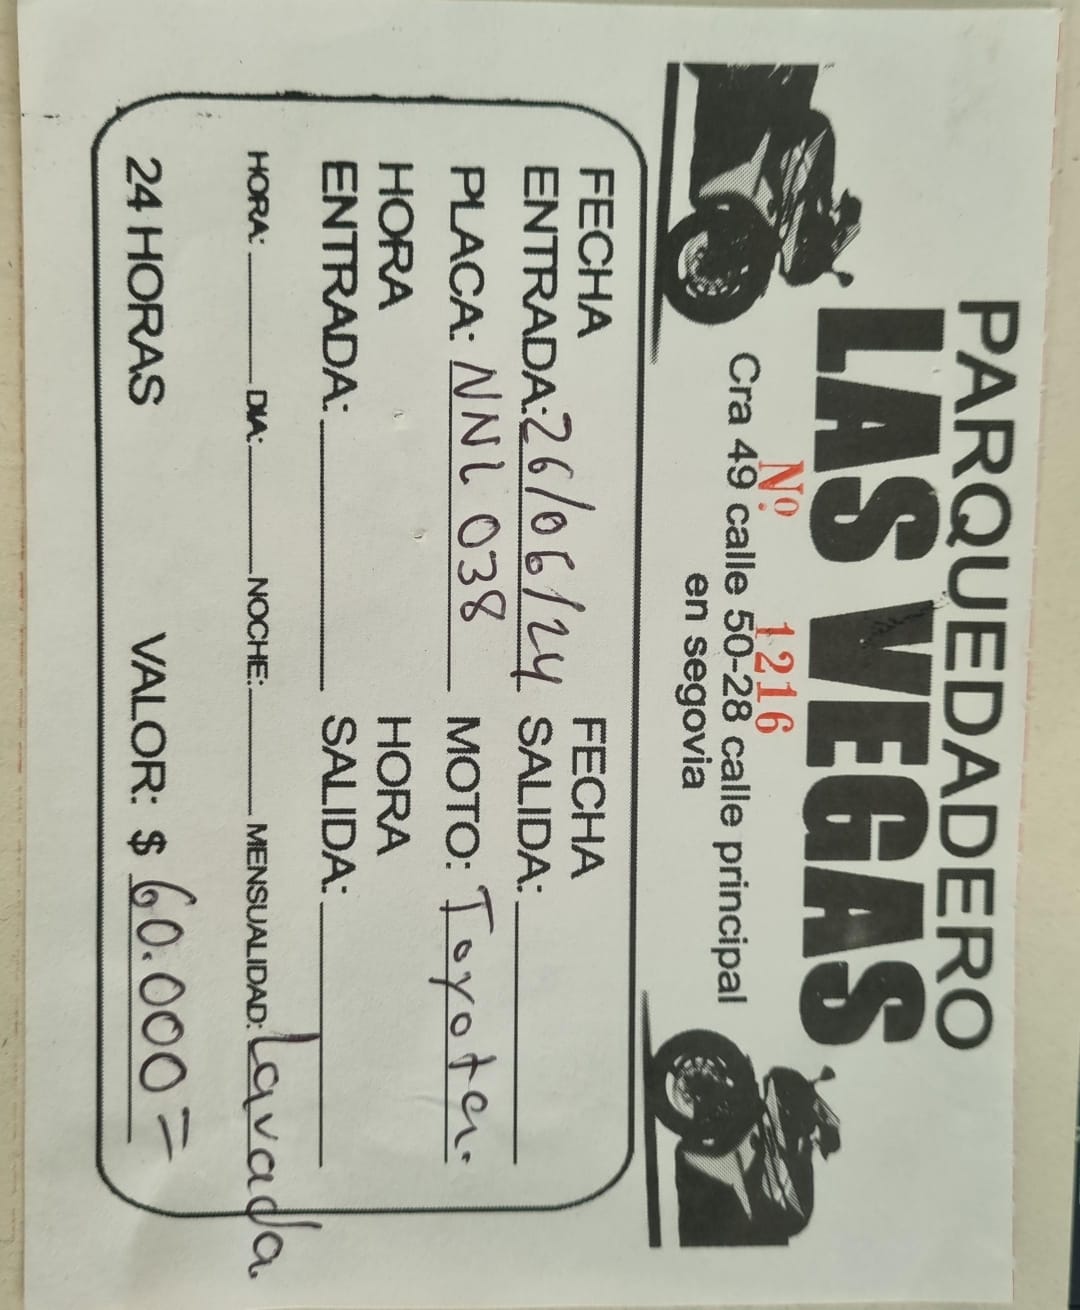 PARQUEDADERO
LAS VEGAS
Nº 1216
Cra 49 calle 50-28 calle principal
en segovia
FECHA FECHA
ENTRADA: 26/06/24 SALIDA:
PLACA: NNL 038 MOTO: Toyota.
HORA HORA
ENTRADA: SALIDA:
HORA: DIA: NOCHE: MENSUALIDAD: Lavada.
24 HORAS VALOR: $ 60.000=